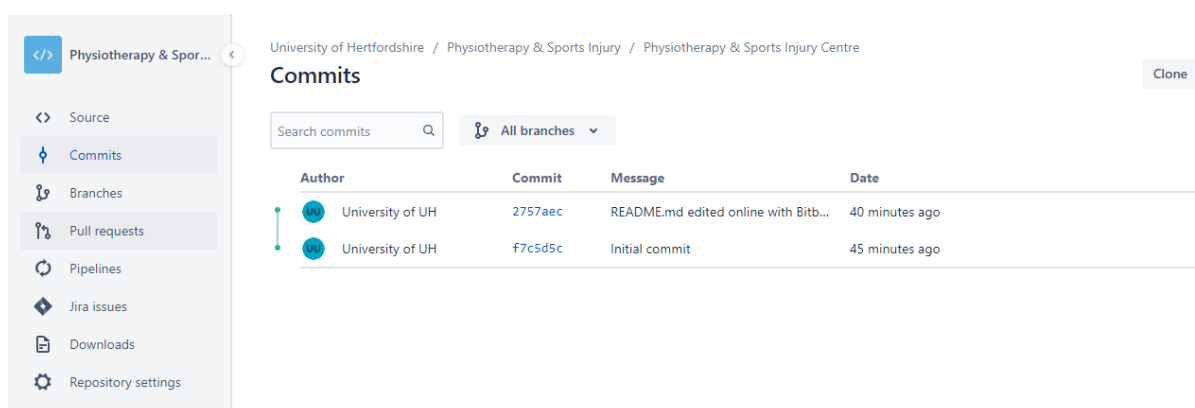 </> Physiotherapy & Spor...
Source
Commits
Branches
Pull requests
Pipelines
Jira issues
Downloads
Repository settings
University of Hertfordshire / Physiotherapy & Sports Injury / Physiotherapy & Sports Injury Centre
Commits
Clone
Search commits All branches
Author Commit Message Date
UU University of UH 2757aec README.md edited online with Bitb... 40 minutes ago
UU University of UH f7c5d5c Initial commit 45 minutes ago